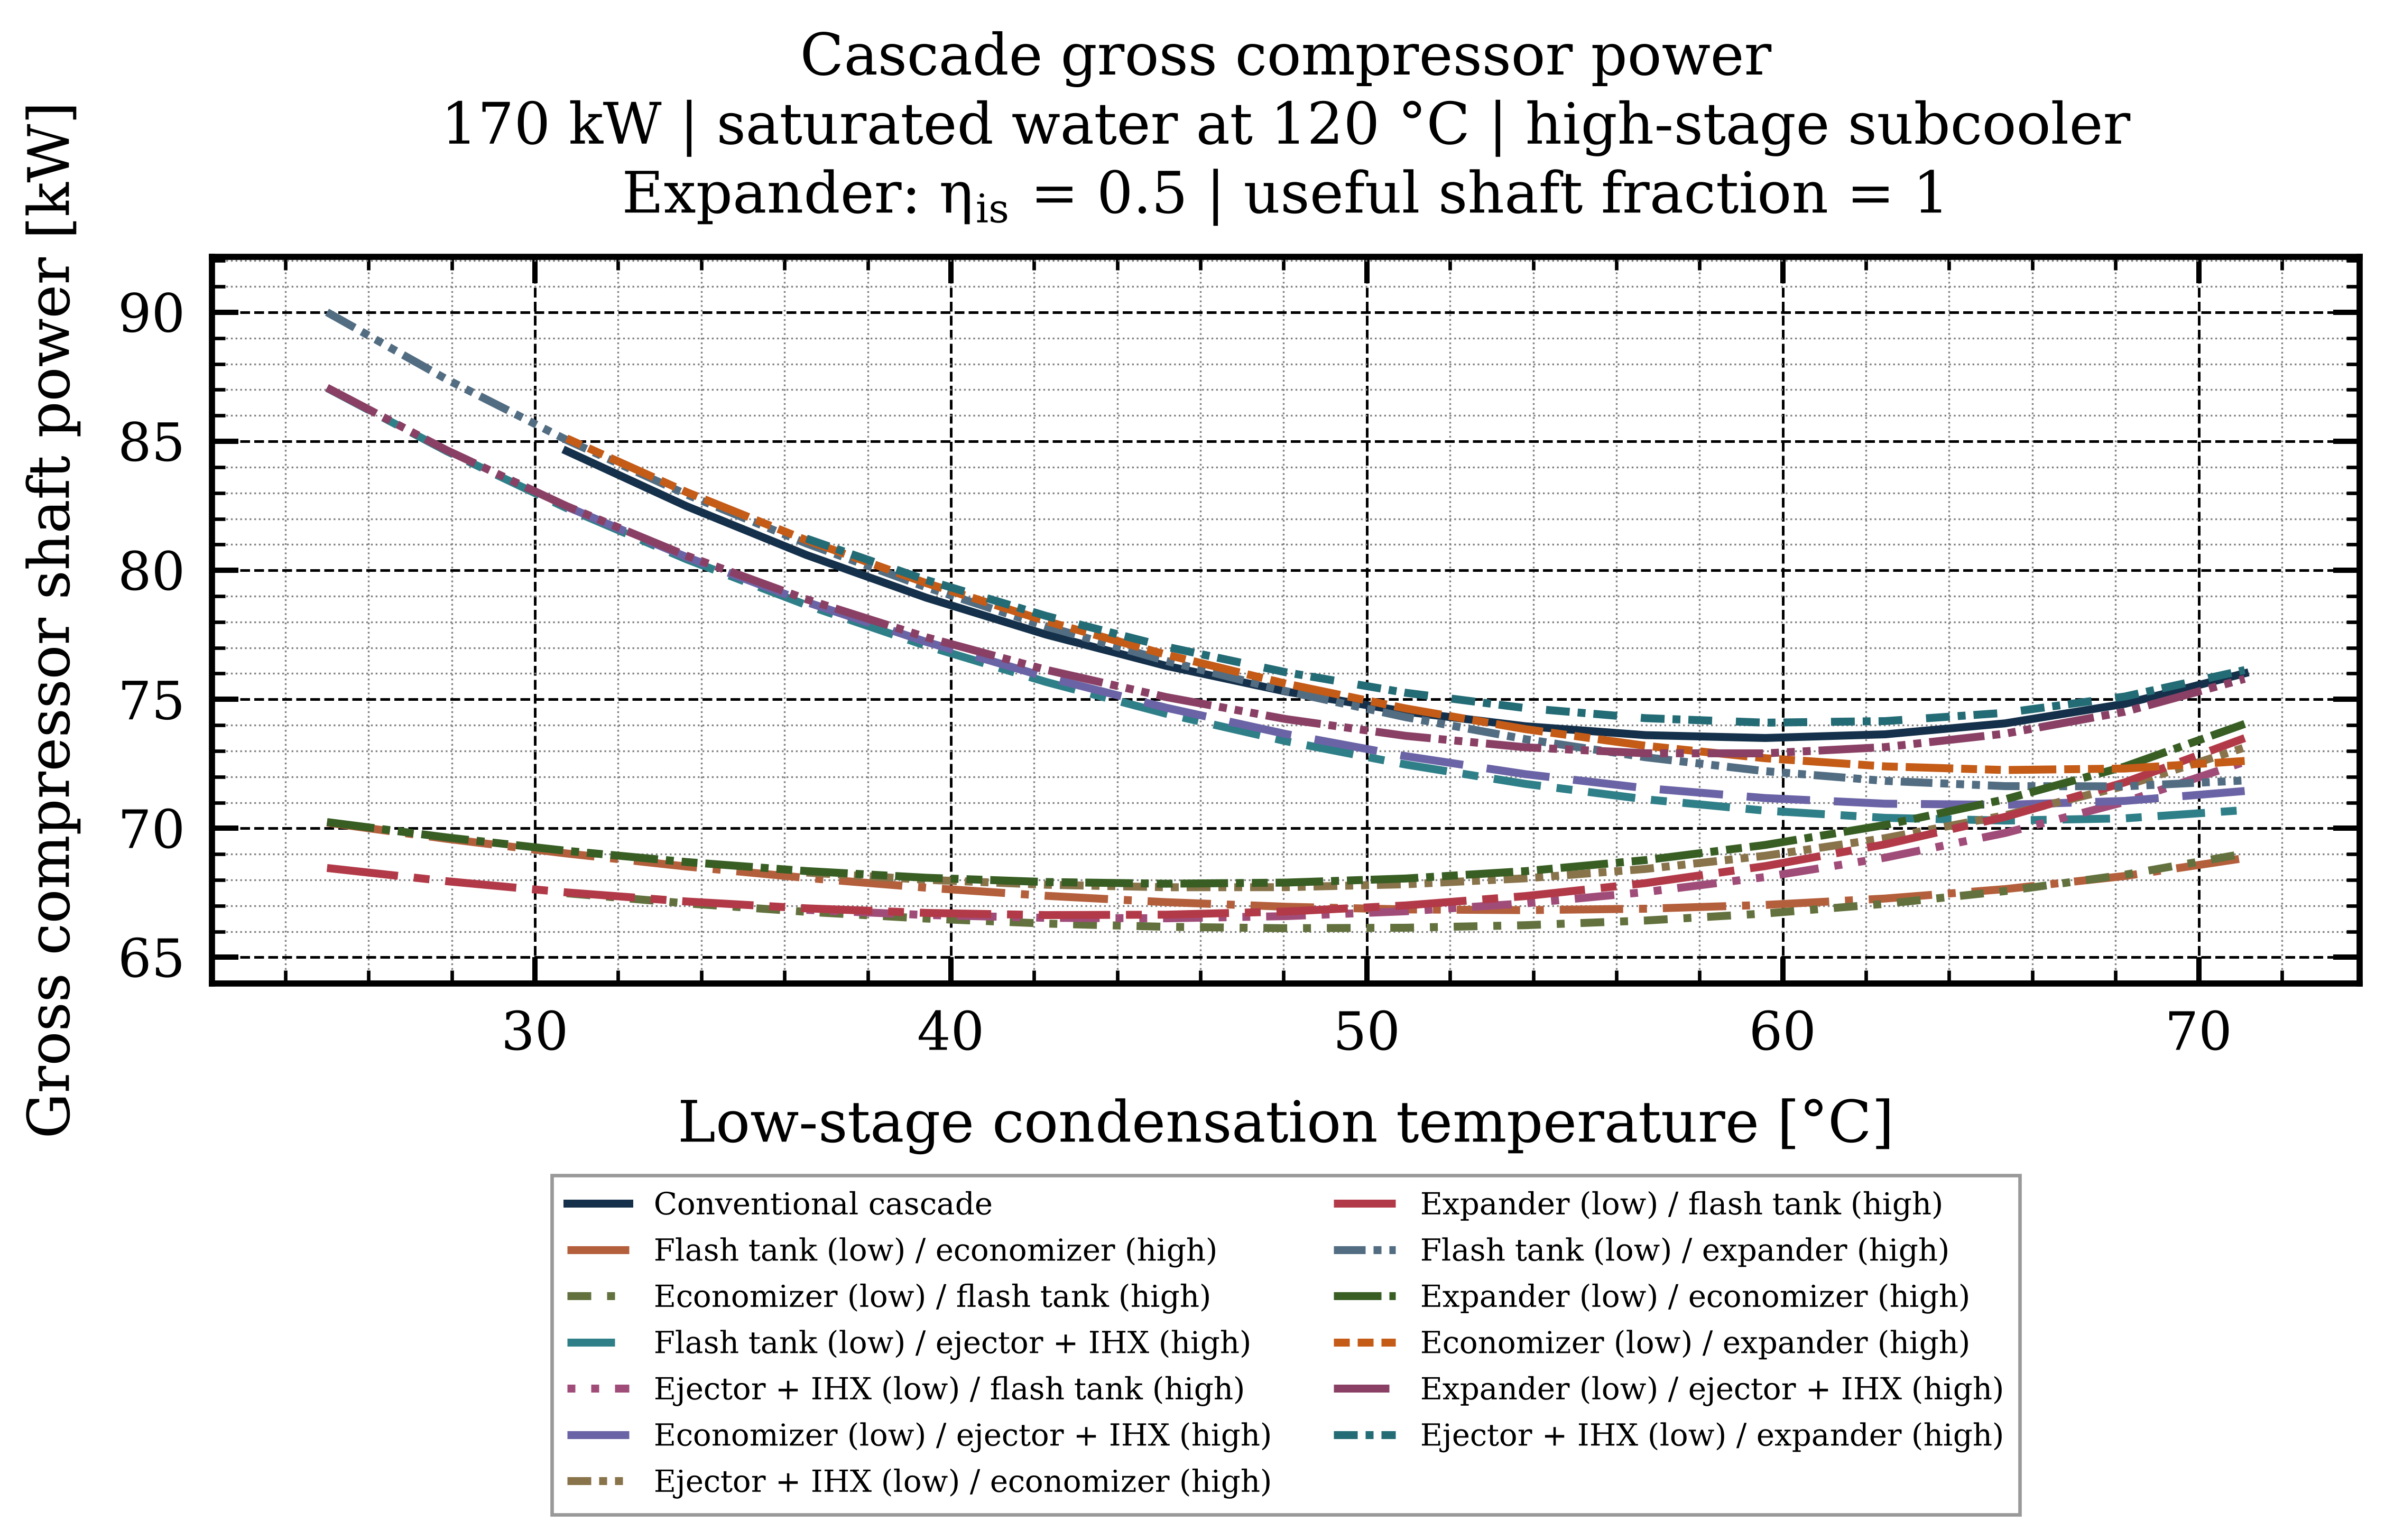 Cascade gross compressor power
170 kW | saturated water at 120 °C | high-stage subcooler
Expander: ηis = 0.5 | useful shaft fraction = 1
Gross compressor shaft power [kW]
90
85
80
75
70
65
30 40 50 60 70
Low-stage condensation temperature [°C]
Conventional cascade
Flash tank (low) / economizer (high)
Economizer (low) / flash tank (high)
Flash tank (low) / ejector + IHX (high)
Ejector + IHX (low) / flash tank (high)
Economizer (low) / ejector + IHX (high)
Ejector + IHX (low) / economizer (high)
Expander (low) / flash tank (high)
Flash tank (low) / expander (high)
Expander (low) / economizer (high)
Economizer (low) / expander (high)
Expander (low) / ejector + IHX (high)
Ejector + IHX (low) / expander (high)